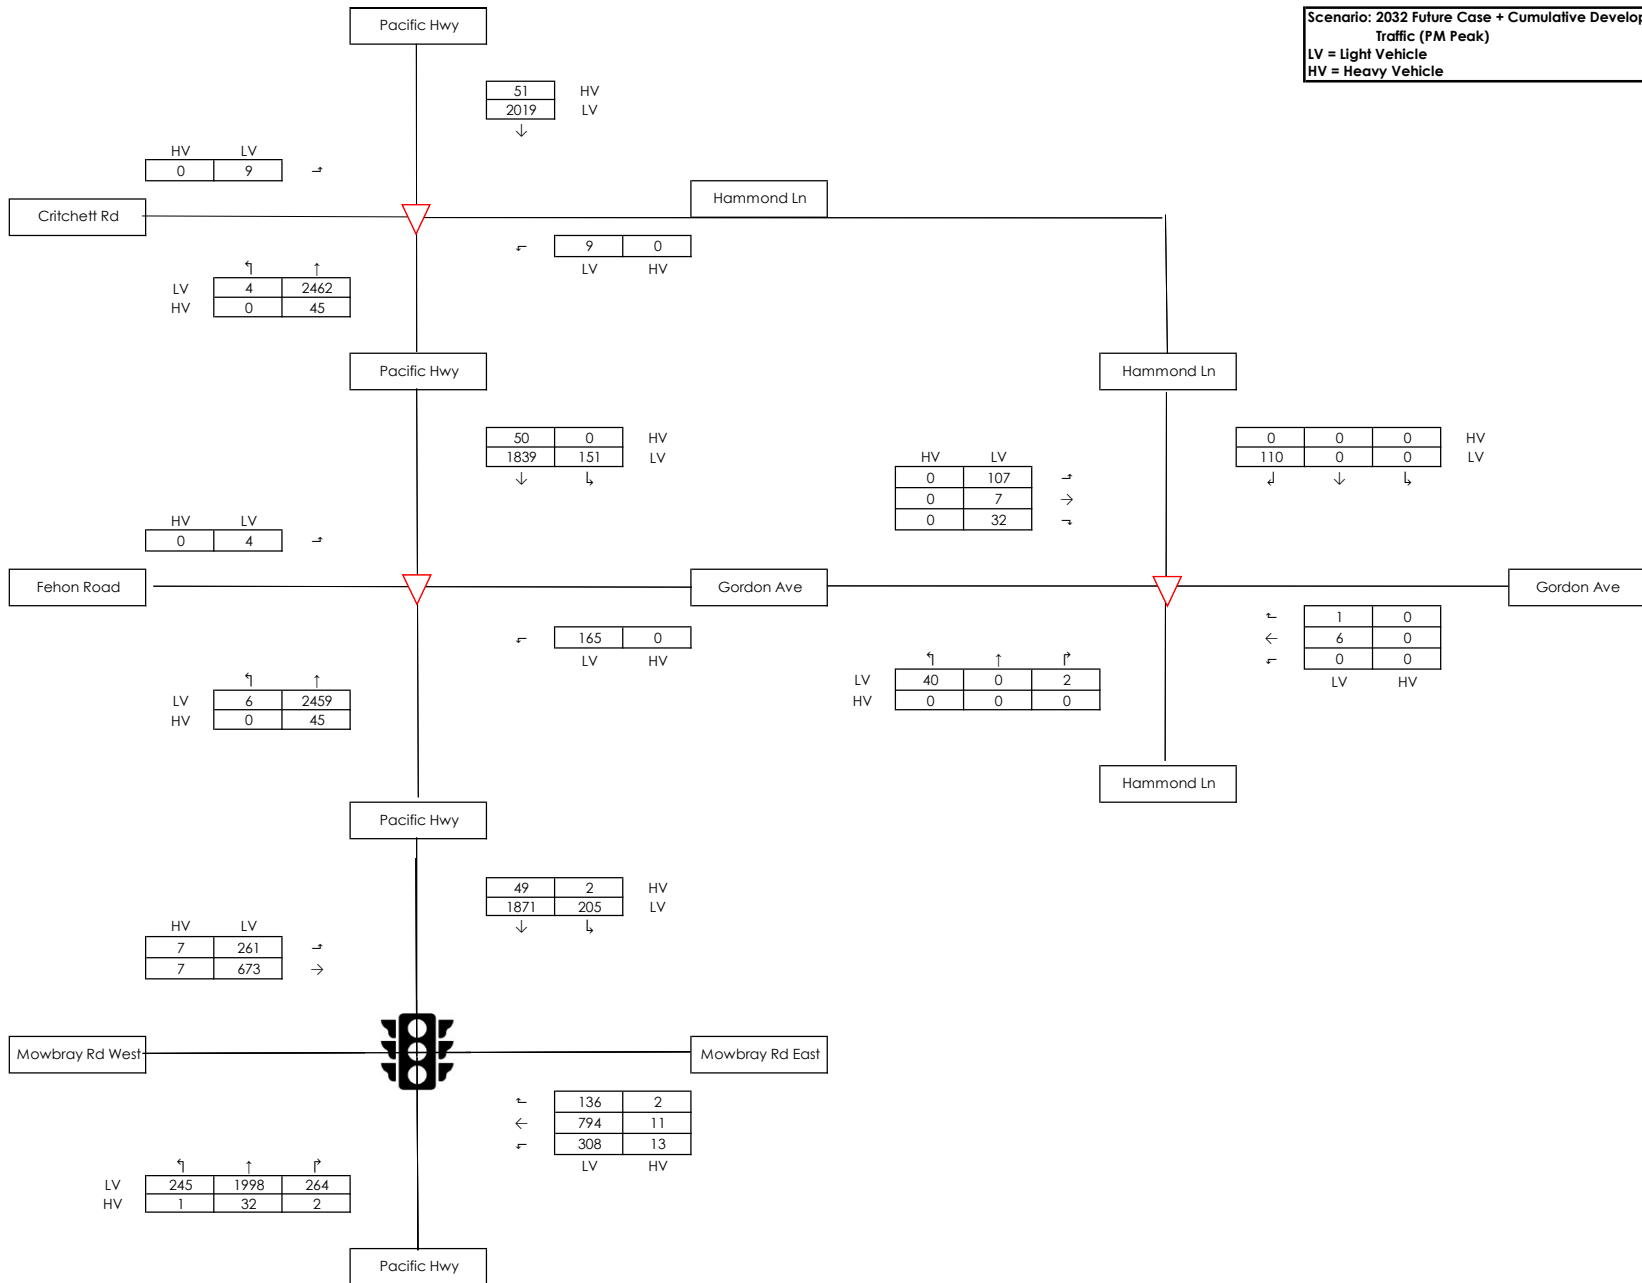 Pacific Hwy
Scenario: 2032 Future Case + Cumulative Develop
Traffic (PM Peak)
LV = Light Vehicle
HV = Heavy Vehicle
51 HV
2019 LV
↓
HV LV
0 9 ⬏
Critchett Rd
Hammond Ln
⬐ 9 0
LV HV
↰ ↑
LV 4 2462
HV 0 45
Pacific Hwy
Hammond Ln
50 0 HV
1839 151 LV
↓ ↳
0 0 0 HV
110 0 0 LV
↲ ↓ ↳
HV LV
0 107 ⬏
0 7 →
0 32 ⬎
HV LV
0 4 ⬏
Fehon Road
Gordon Ave
Gordon Ave
⬐ 165 0
LV HV
⬑ 1 0
← 6 0
⬐ 0 0
LV HV
↰ ↑
LV 6 2459
HV 0 45
↰ ↑ ↱
LV 40 0 2
HV 0 0 0
Hammond Ln
Pacific Hwy
49 2 HV
1871 205 LV
↓ ↳
HV LV
7 261 ⬏
7 673 →
Mowbray Rd West
Mowbray Rd East
⬑ 136 2
← 794 11
⬐ 308 13
LV HV
↰ ↑ ↱
LV 245 1998 264
HV 1 32 2
Pacific Hwy